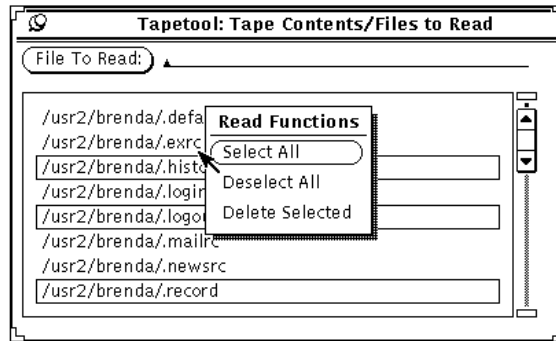 Tapetool: Tape Contents/Files to Read
File To Read:
/usr2/brenda/.defa
/usr2/brenda/.exrc
/usr2/brenda/.histo
/usr2/brenda/.login
/usr2/brenda/.logou
/usr2/brenda/.mailrc
/usr2/brenda/.newsrc
/usr2/brenda/.record
Read Functions
Select All
Deselect All
Delete Selected